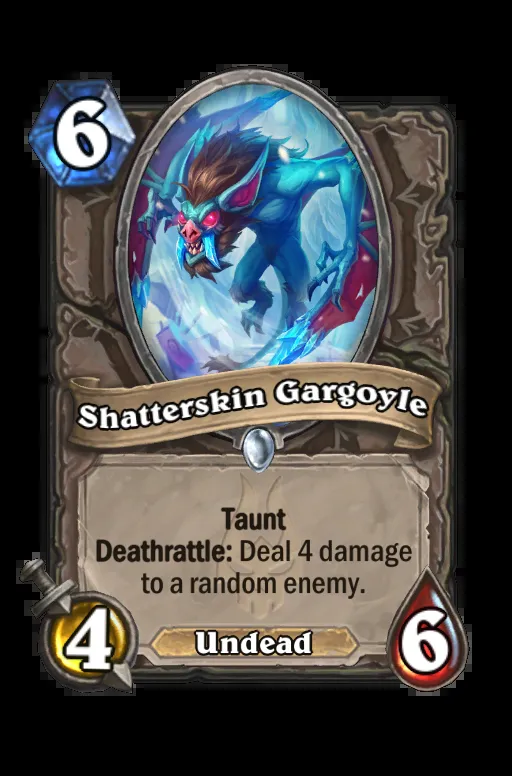 6
Shatterskin Gargoyle
Taunt
Deathrattle: Deal 4 damage
to a random enemy.
4
Undead
6